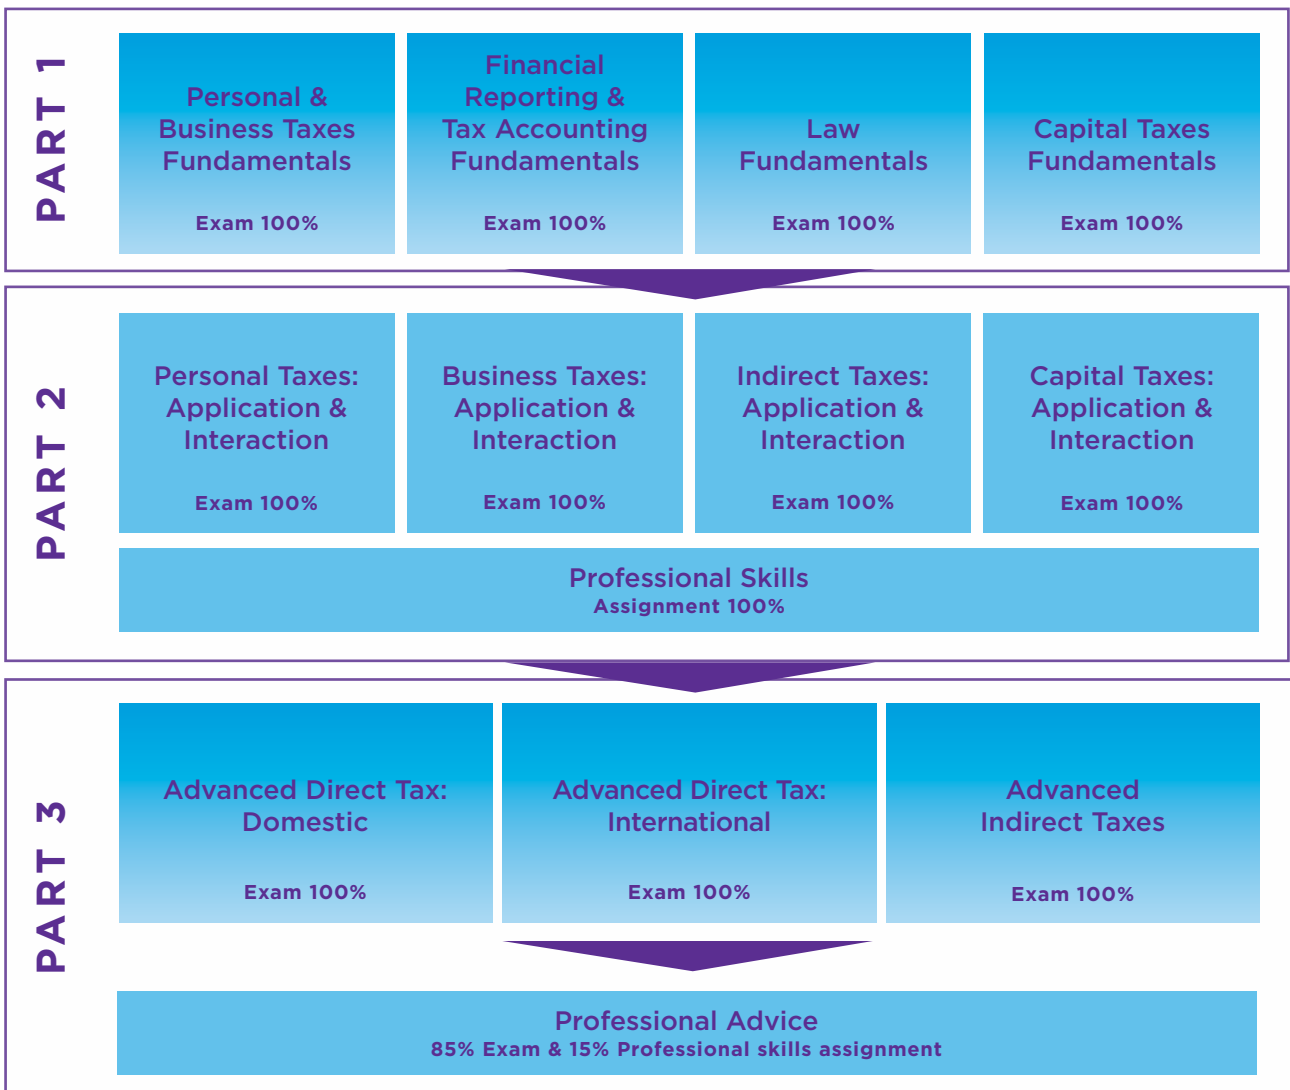 PART 1
Personal &
Business Taxes
Fundamentals
Exam 100%
Financial
Reporting &
Tax Accounting
Fundamentals
Exam 100%
Law
Fundamentals
Exam 100%
Capital Taxes
Fundamentals
Exam 100%
PART 2
Personal Taxes:
Application &
Interaction
Exam 100%
Business Taxes:
Application &
Interaction
Exam 100%
Indirect Taxes:
Application &
Interaction
Exam 100%
Capital Taxes:
Application &
Interaction
Exam 100%
Professional Skills
Assignment 100%
PART 3
Advanced Direct Tax:
Domestic
Exam 100%
Advanced Direct Tax:
International
Exam 100%
Advanced
Indirect Taxes
Exam 100%
Professional Advice
85% Exam & 15% Professional skills assignment